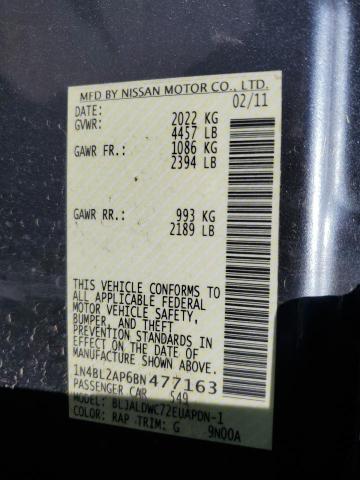 MFD BY NISSAN MOTOR CO., LTD.
DATE: 02/11
GVWR: 2022 KG
4457 LB
GAWR FR.: 1086 KG
2394 LB
GAWR RR.: 993 KG
2189 LB
THIS VEHICLE CONFORMS TO
ALL APPLICABLE FEDERAL
MOTOR VEHICLE SAFETY,
BUMPER, AND THEFT
PREVENTION STANDARDS IN
EFFECT ON THE DATE OF
MANUFACTURE SHOWN ABOVE.
1N4BL2AP6BN477163
PASSENGER CAR 549
MODEL: BLJALDWC72EUAPDN-1
COLOR: RAP TRIM: G 9N00A